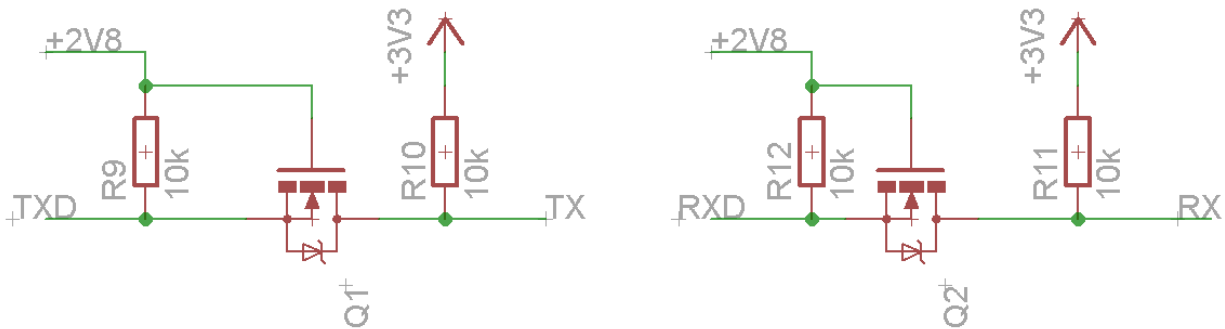 +2V8
+3V3
R9
10k
R10
10k
TXD
TX
Q1
+2V8
+3V3
R12
10k
R11
10k
RXD
RX
Q2